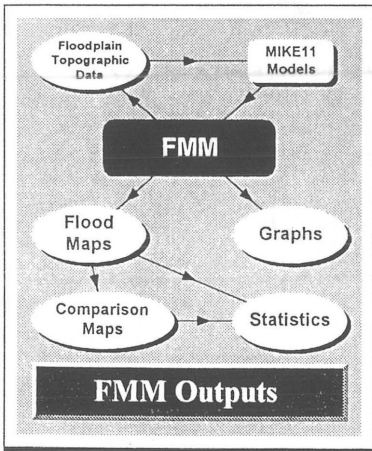 Floodplain
Topographic
Data
MIKE11
Models
FMM
Flood
Maps
Graphs
Comparison
Maps
Statistics
FMM Outputs